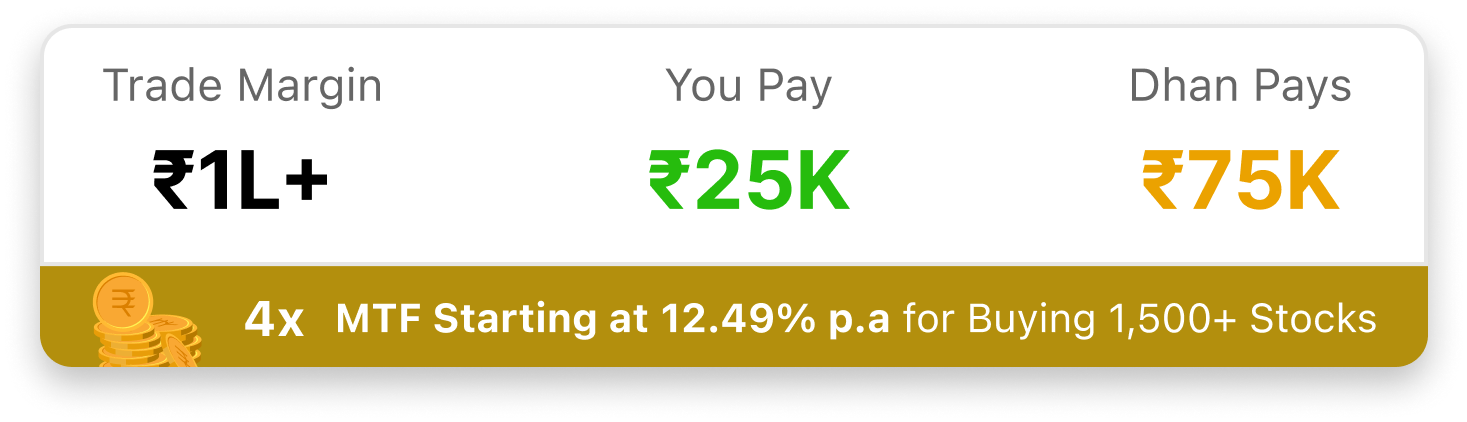 Trade Margin
You Pay
Dhan Pays
₹1L+
₹25K
₹75K
₹
4x MTF Starting at 12.49% p.a for Buying 1,500+ Stocks